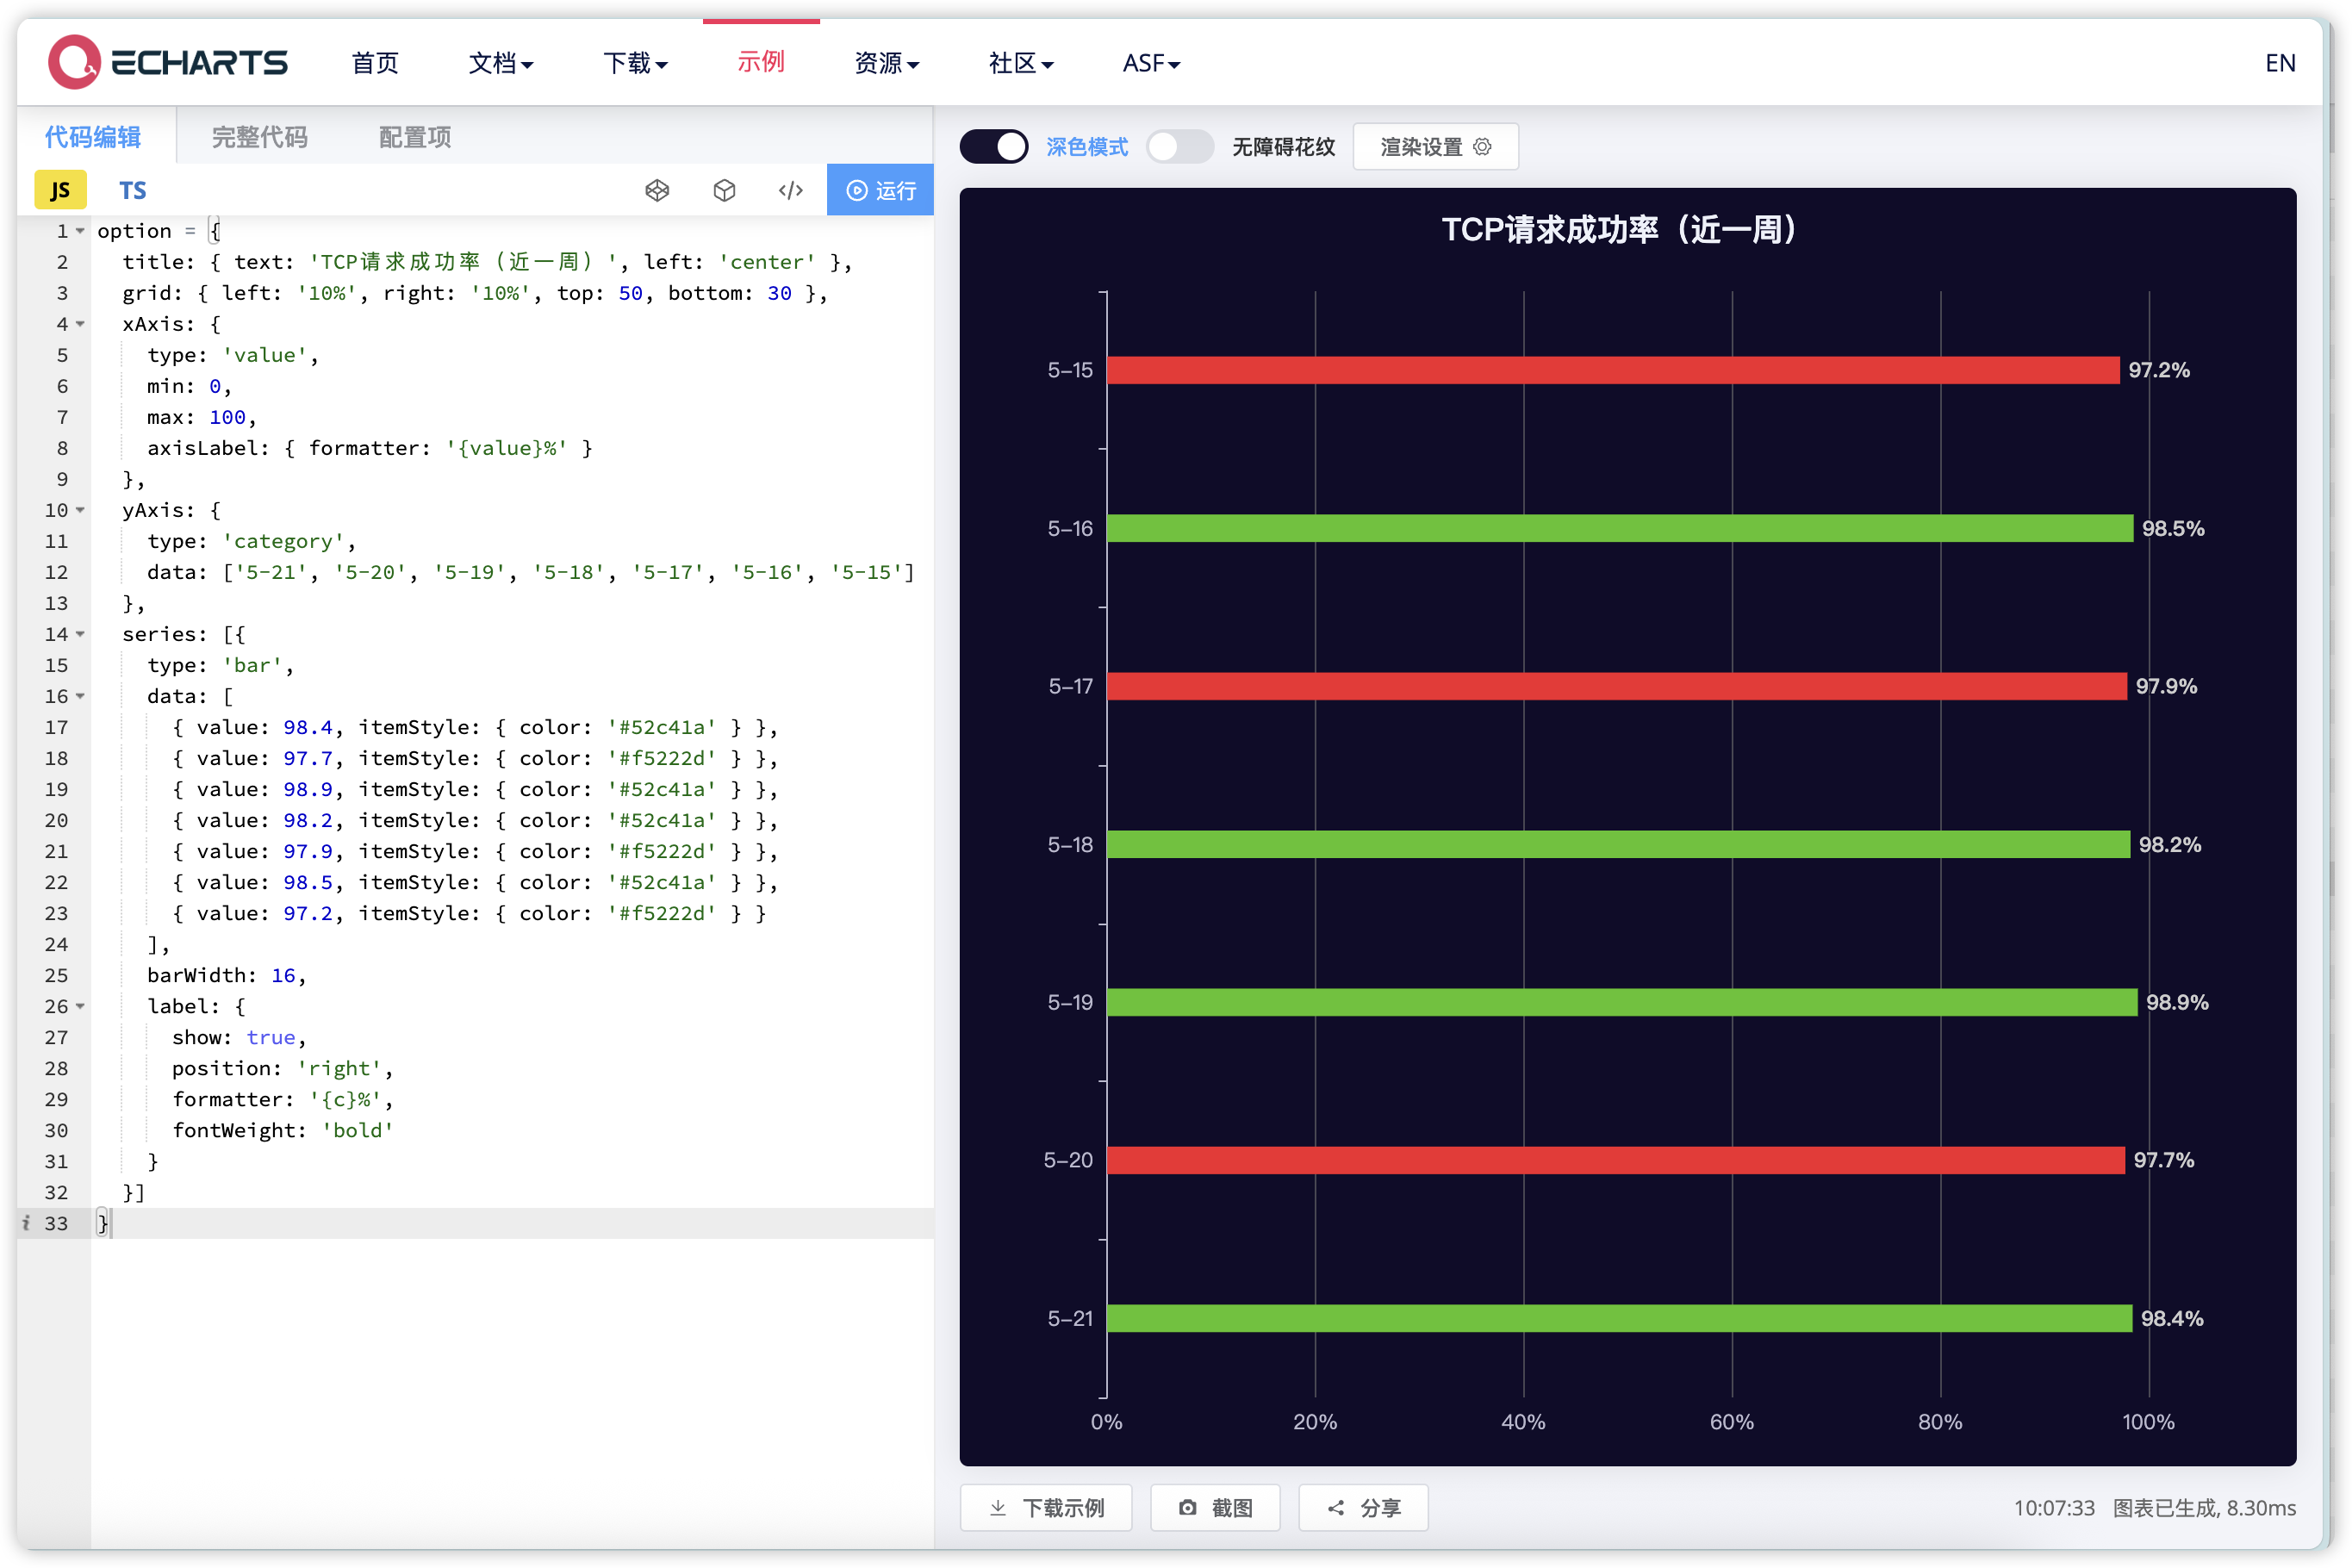 ECHARTS 首页 文档 下载 示例 资源 社区 ASF EN
代码编辑 完整代码 配置项
JS TS </> 运行
1 option = {
2 title: { text: 'TCP请求成功率（近一周）', left: 'center' },
3 grid: { left: '10%', right: '10%', top: 50, bottom: 30 },
4 xAxis: {
5 type: 'value',
6 min: 0,
7 max: 100,
8 axisLabel: { formatter: '{value}%' }
9 },
10 yAxis: {
11 type: 'category',
12 data: ['5-21', '5-20', '5-19', '5-18', '5-17', '5-16', '5-15']
13 },
14 series: [{
15 type: 'bar',
16 data: [
17 { value: 98.4, itemStyle: { color: '#52c41a' } },
18 { value: 97.7, itemStyle: { color: '#f5222d' } },
19 { value: 98.9, itemStyle: { color: '#52c41a' } },
20 { value: 98.2, itemStyle: { color: '#52c41a' } },
21 { value: 97.9, itemStyle: { color: '#f5222d' } },
22 { value: 98.5, itemStyle: { color: '#52c41a' } },
23 { value: 97.2, itemStyle: { color: '#f5222d' } }
24 ],
25 barWidth: 16,
26 label: {
27 show: true,
28 position: 'right',
29 formatter: '{c}%',
30 fontWeight: 'bold'
31 }
32 }]
i 33 }
深色模式 无障碍花纹 渲染设置
TCP请求成功率（近一周）
5-15 97.2%
5-16 98.5%
5-17 97.9%
5-18 98.2%
5-19 98.9%
5-20 97.7%
5-21 98.4%
0% 20% 40% 60% 80% 100%
下载示例 截图 分享 10:07:33 图表已生成, 8.30ms